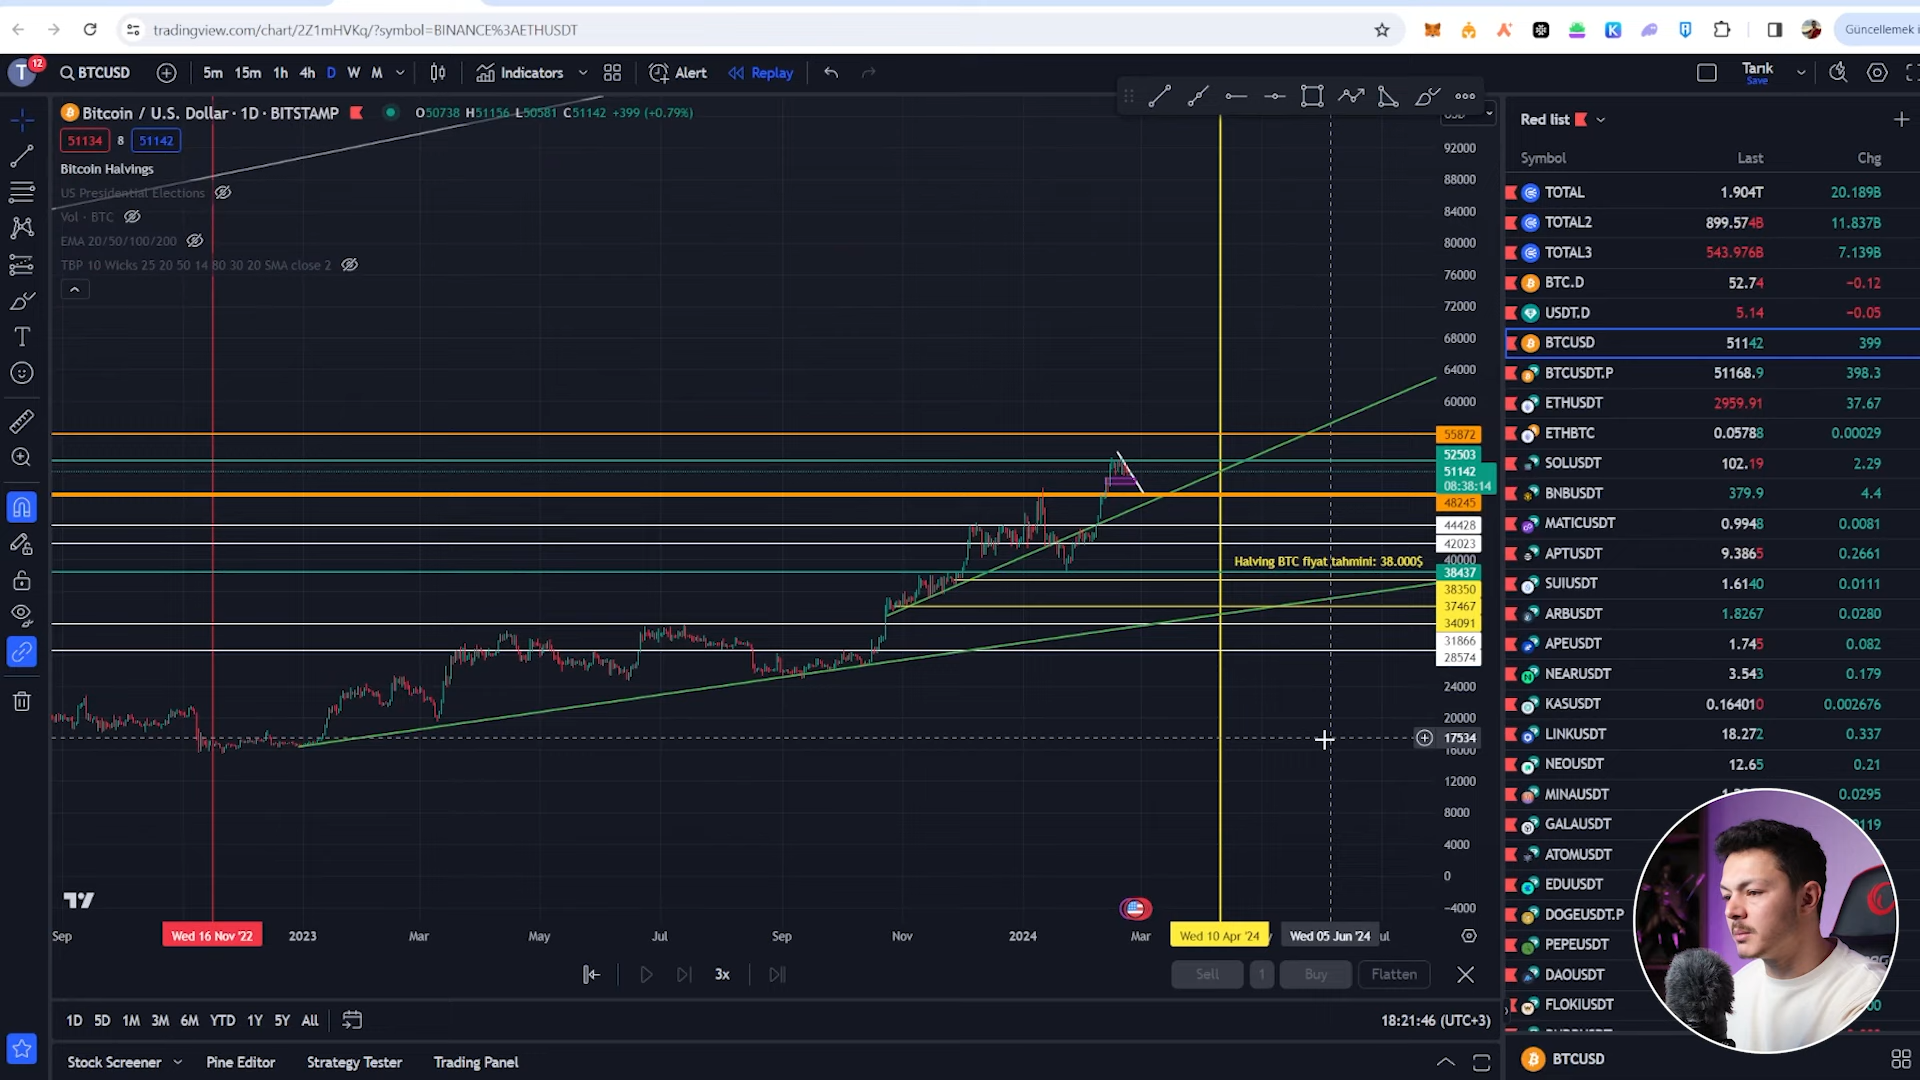 tradingview.com/chart/2Z1mHVKq/?symbol=BINANCE%3AETHUSDT
Güncellemek i
T 12
BTCUSD
5m 15m 1h 4h D W M
Indicators
Alert
Replay
Tarık
Save
Bitcoin / U.S. Dollar · 1D · BITSTAMP
O50738 H51156 L50581 C51142 +399 (+0.79%)
51134 8 51142
Bitcoin Halvings
US Presidential Elections
Vol · BTC
EMA 20/50/100/200
TBP 10 Wicks 25 20 50 14 80 30 20 SMA close 2
92000
88000
84000
80000
76000
72000
68000
64000
60000
55872
52503
51142
08:38:14
48245
44428
42023
40000
38437
38350
37467
34091
31866
28574
24000
20000
17534
16000
12000
8000
4000
0
−4000
Halving BTC fiyat tahmini: 38.000$
Sep
Wed 16 Nov '22
2023
Mar
May
Jul
Sep
Nov
2024
Mar
Wed 10 Apr '24
Wed 05 Jun '24
ul
3x
Sell 1 Buy Flatten
1D 5D 1M 3M 6M YTD 1Y 5Y All
18:21:46 (UTC+3)
Stock Screener
Pine Editor
Strategy Tester
Trading Panel
Red list
Symbol Last Chg
TOTAL 1.904T 20.189B
TOTAL2 899.574B 11.837B
TOTAL3 543.976B 7.139B
BTC.D 52.74 −0.12
USDT.D 5.14 −0.05
BTCUSD 51142 399
BTCUSDT.P 51168.9 398.3
ETHUSDT 2959.91 37.67
ETHBTC 0.05788 0.00029
SOLUSDT 102.19 2.29
BNBUSDT 379.9 4.4
MATICUSDT 0.9948 0.0081
APTUSDT 9.3865 0.2661
SUIUSDT 1.6140 0.0111
ARBUSDT 1.8267 0.0280
APEUSDT 1.745 0.082
NEARUSDT 3.543 0.179
KASUSDT 0.164010 0.002676
LINKUSDT 18.272 0.337
NEOUSDT 12.65 0.21
MINAUSDT 0.0295
GALAUSDT
ATOMUSDT
EDUUSDT
DOGEUSDT.P
PEPEUSDT
DAOUSDT
FLOKIUSDT
BTCUSD